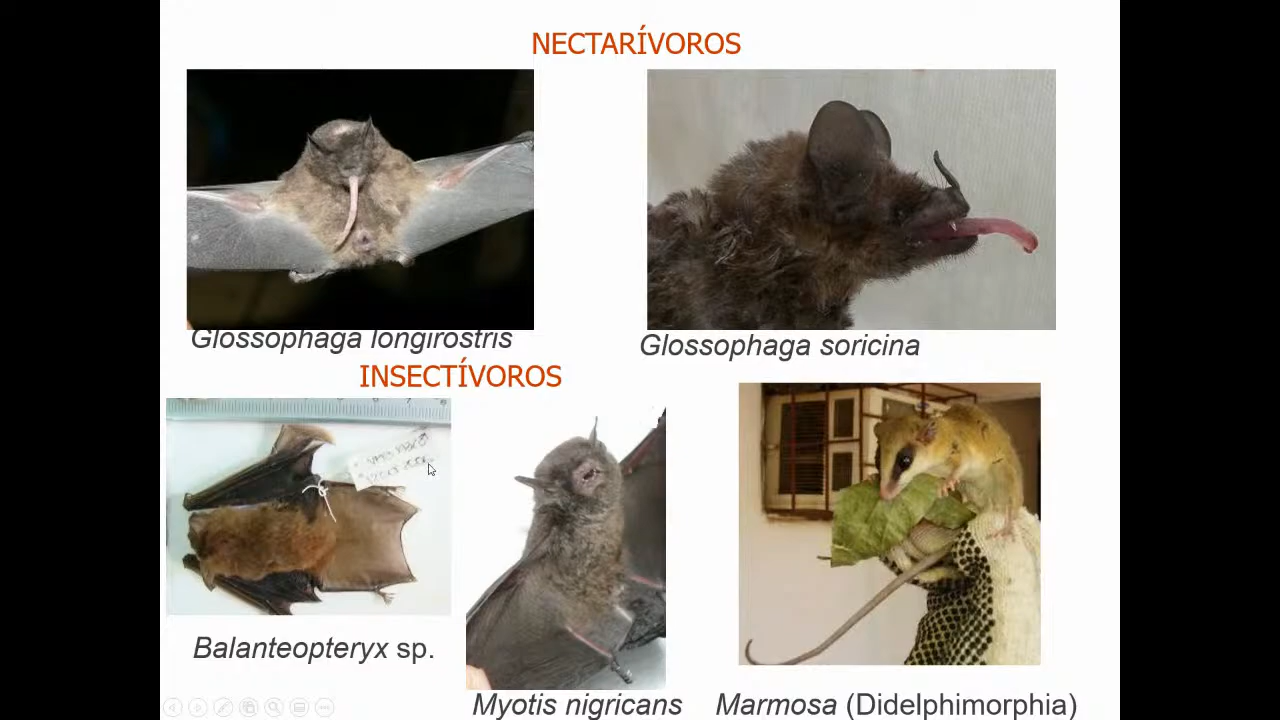 NECTARÍVOROS
Glossophaga longirostris
Glossophaga soricina
INSECTÍVOROS
Balanteopteryx sp.
Myotis nigricans
Marmosa (Didelphimorphia)